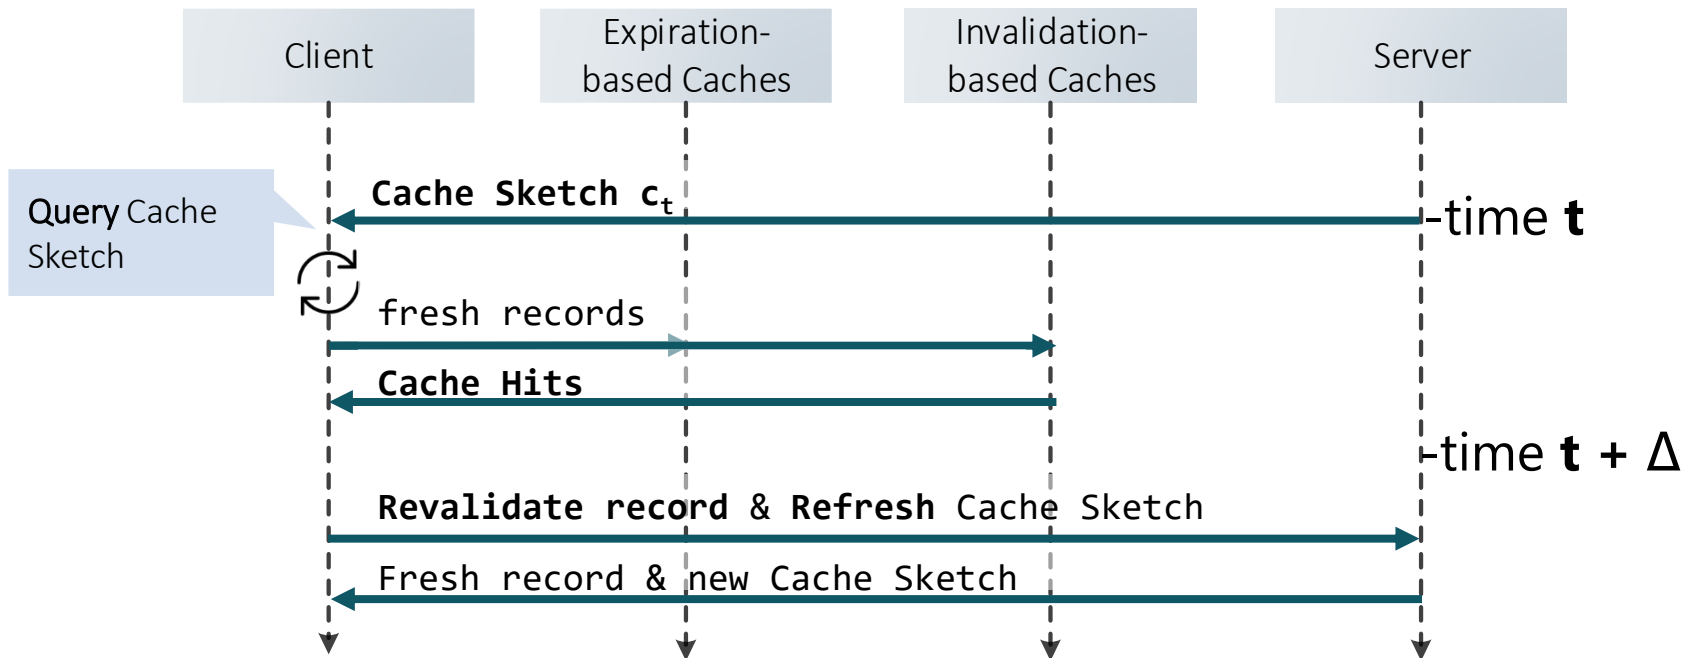 Client
Expiration-
based Caches
Invalidation-
based Caches
Server
Cache Sketch cₜ
-time t
Query Cache
Sketch
fresh records
Cache Hits
-time t + Δ
Revalidate record & Refresh Cache Sketch
Fresh record & new Cache Sketch